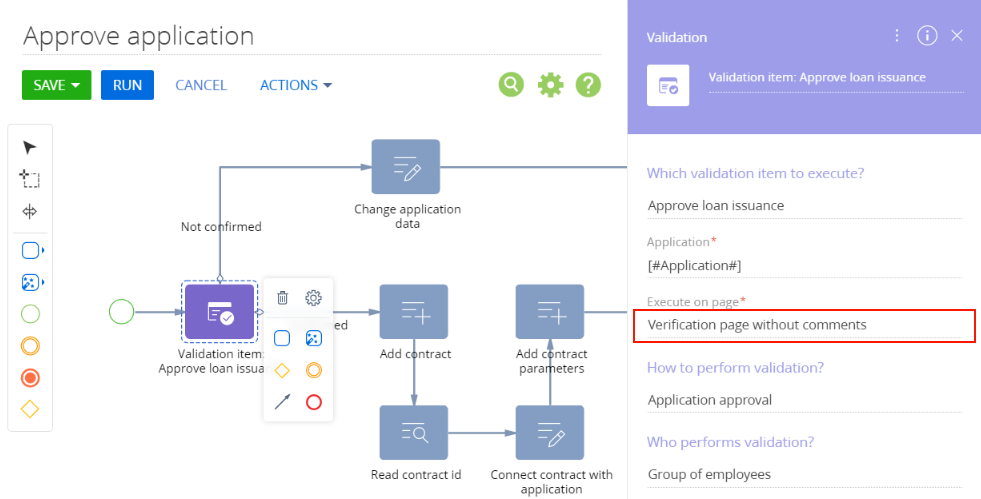 Approve application
SAVE
RUN
CANCEL
ACTIONS
Not confirmed
Change application
data
Validation item:
Approve loan issua
Add contract
Add contract
parameters
Read contract id
Connect contract with
application
Validation
Validation item: Approve loan issuance
Which validation item to execute?
Approve loan issuance
Application*
[#Application#]
Execute on page*
Verification page without comments
How to perform validation?
Application approval
Who performs validation?
Group of employees